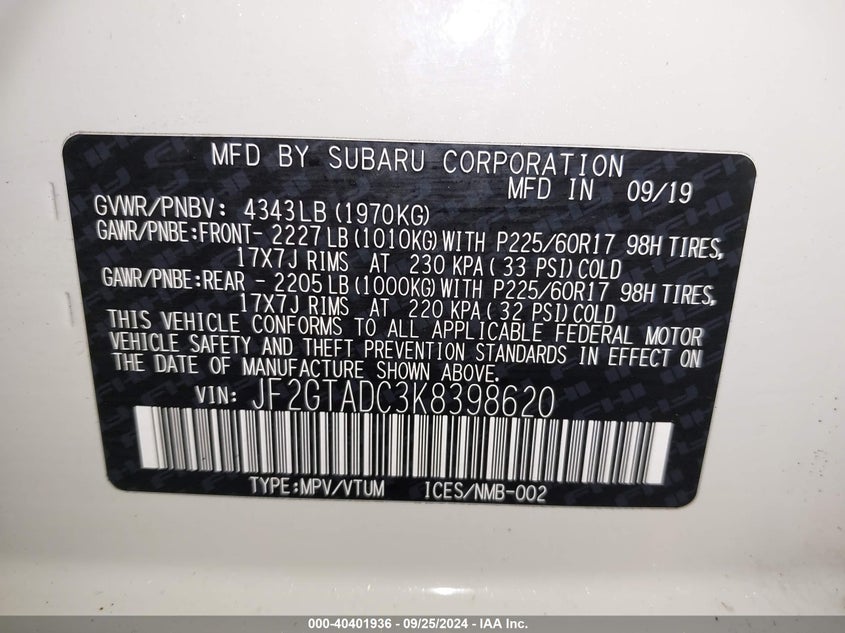 MFD BY SUBARU CORPORATION
MFD IN 09/19
GVWR/PNBV: 4343LB (1970KG)
GAWR/PNBE:FRONT- 2227LB (1010KG) WITH P225/60R17 98H TIRES,
17X7J RIMS AT 230 KPA ( 33 PSI) COLD
GAWR/PNBE:REAR - 2205LB (1000KG) WITH P225/60R17 98H TIRES,
17X7J RIMS AT 220 KPA ( 32 PSI) COLD
THIS VEHICLE CONFORMS TO ALL APPLICABLE FEDERAL MOTOR
VEHICLE SAFETY AND THEFT PREVENTION STANDARDS IN EFFECT ON
THE DATE OF MANUFACTURE SHOWN ABOVE.
VIN: JF2GTADC3K8398620
TYPE:MPV/VTUM ICES/NMB-002
000-40401936 - 09/25/2024 - IAA Inc.